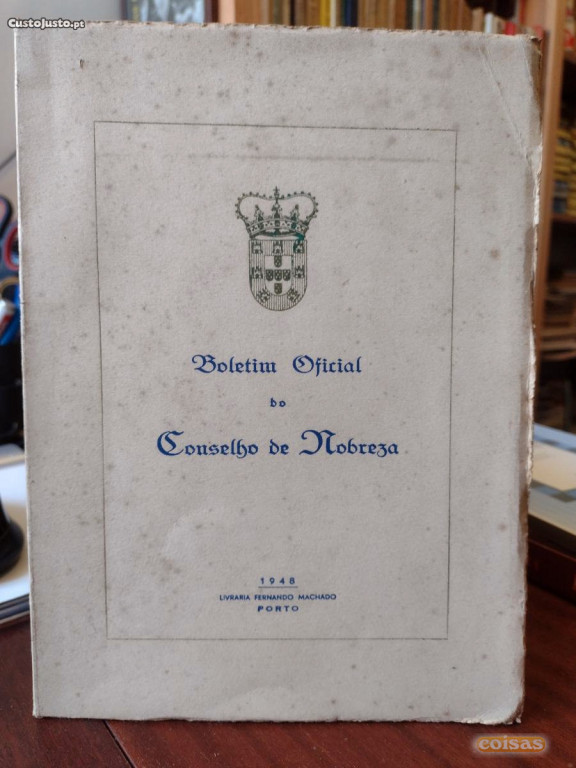 CustoJusto.pt
Boletim Oficial
do
Conselho de Nobreza
1948
LIVRARIA FERNANDO MACHADO
PORTO
coisas